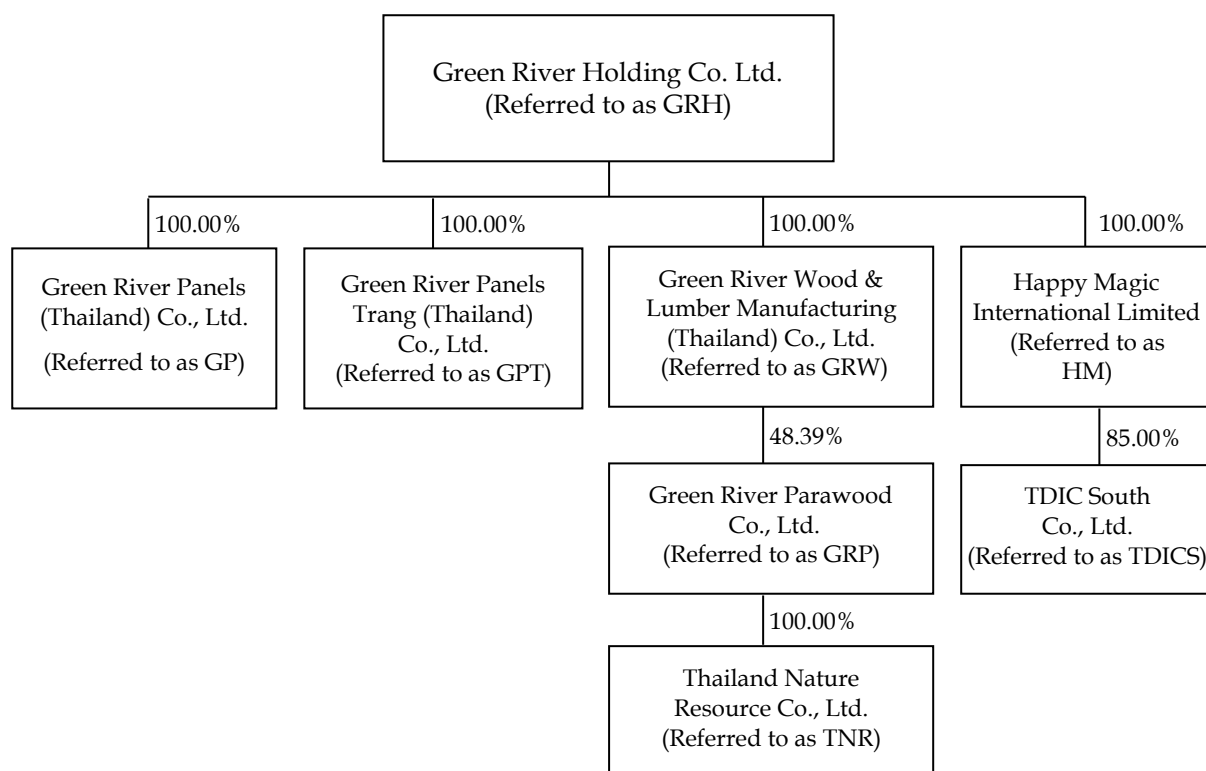 Green River Holding Co. Ltd.
(Referred to as GRH)
100.00%
100.00%
100.00%
100.00%
Green River Panels
(Thailand) Co., Ltd.
(Referred to as GP)
Green River Panels
Trang (Thailand)
Co., Ltd.
(Referred to as GPT)
Green River Wood &
Lumber Manufacturing
(Thailand) Co., Ltd.
(Referred to as GRW)
Happy Magic
International Limited
(Referred to as
HM)
48.39%
85.00%
Green River Parawood
Co., Ltd.
(Referred to as GRP)
TDIC South
Co., Ltd.
(Referred to as TDICS)
100.00%
Thailand Nature
Resource Co., Ltd.
(Referred to as TNR)